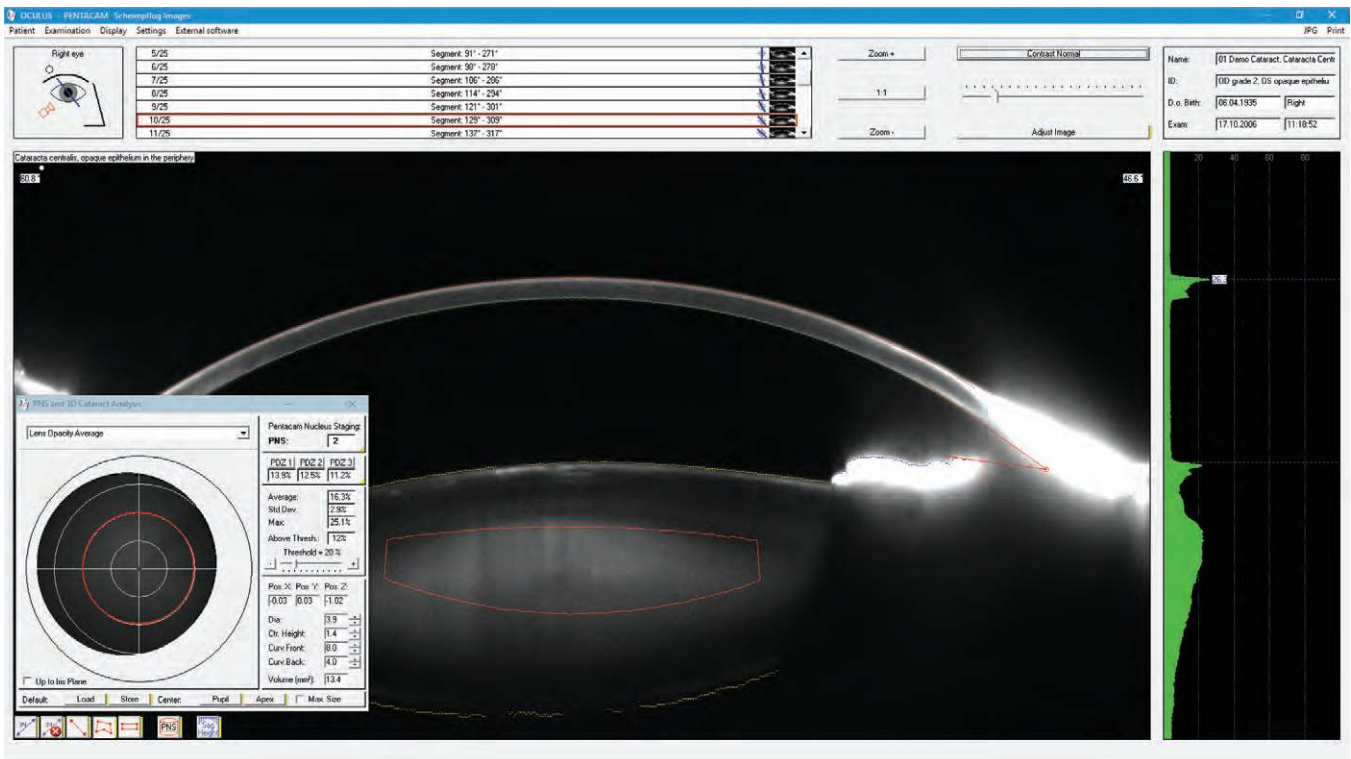 OCULUS - PENTACAM Scheimpflug Images
Patient Examination Display Settings External software JPG Print
Right eye
5/25 Segment: 91° - 271°
6/25 Segment: 98° - 278°
7/25 Segment: 106° - 286°
8/25 Segment: 114° - 294°
9/25 Segment: 121° - 301°
10/25 Segment: 129° - 309°
11/25 Segment: 137° - 317°
Zoom +
1:1
Zoom -
Contrast Normal
Adjust Image
Name: 01 Demo Cataract, Cataracta Centr
ID: OD grade 2, OS opaque epitheliu
D.o. Birth: 06.04.1935 Right
Exam: 17.10.2006 11:18:52
Cataracta centralis, opaque epithelium in the periphery
60.8° 46.6°
20 40 60 80
26.3
PNS and 3D Cataract Analysis
Lens Opacity Average
Pentacam Nucleus Staging:
PNS: 2
PDZ 1 PDZ 2 PDZ 3
13.9% 12.5% 11.2%
Average: 16.3%
Std Dev.: 2.9%
Max: 25.1%
Above Thresh.: 12%
Threshold = 20 %
- +
Pos X: Pos Y: Pos Z:
-0.03 0.03 -1.02
Dia: 3.9
Ctr. Height: 1.4
Curv.Front: 8.0
Curv.Back: 4.0
Volume (mm³): 13.4
Up to Iris Plane
Default: Load Store Center: Pupil Apex Max Size
IN IN PNS Seg Height